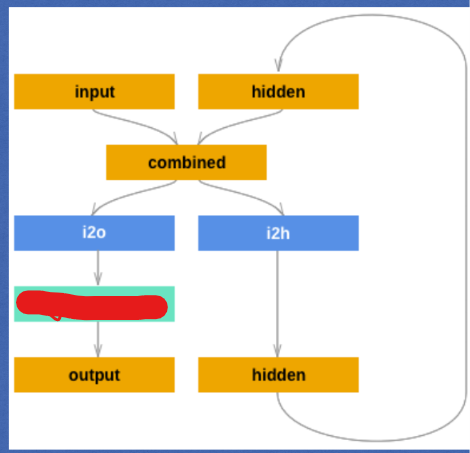 input
hidden
combined
i2o
i2h
output
hidden